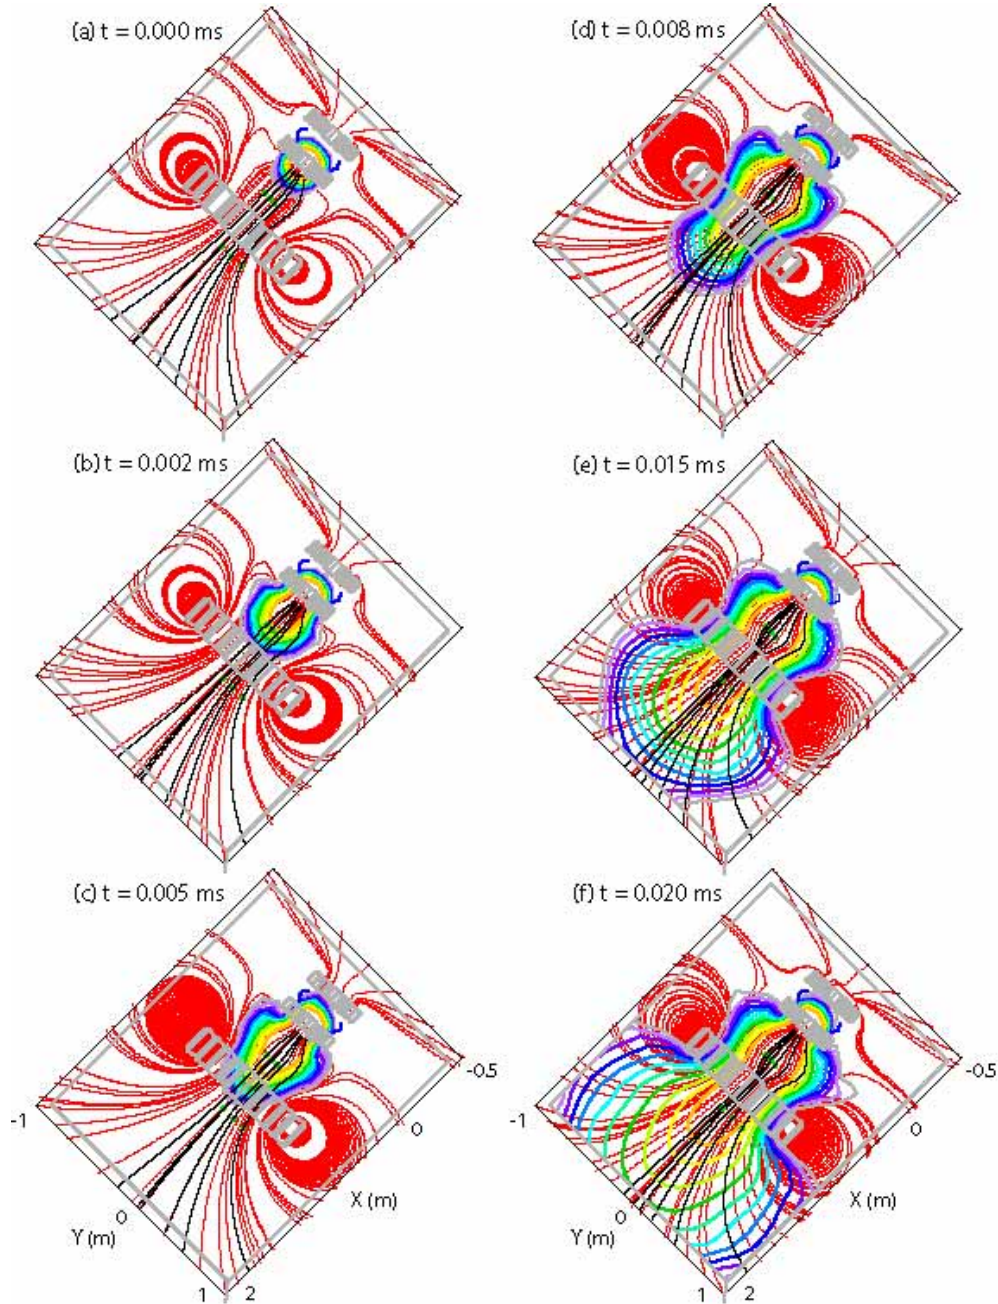 (a) t = 0.000 ms
(d) t = 0.008 ms
(b) t = 0.002 ms
(e) t = 0.015 ms
(c) t = 0.005 ms
(f) t = 0.020 ms
-0.5
-0.5
-1
0
-1
0
X (m)
X (m)
0
0
Y (m)
Y (m)
1
2
1
2